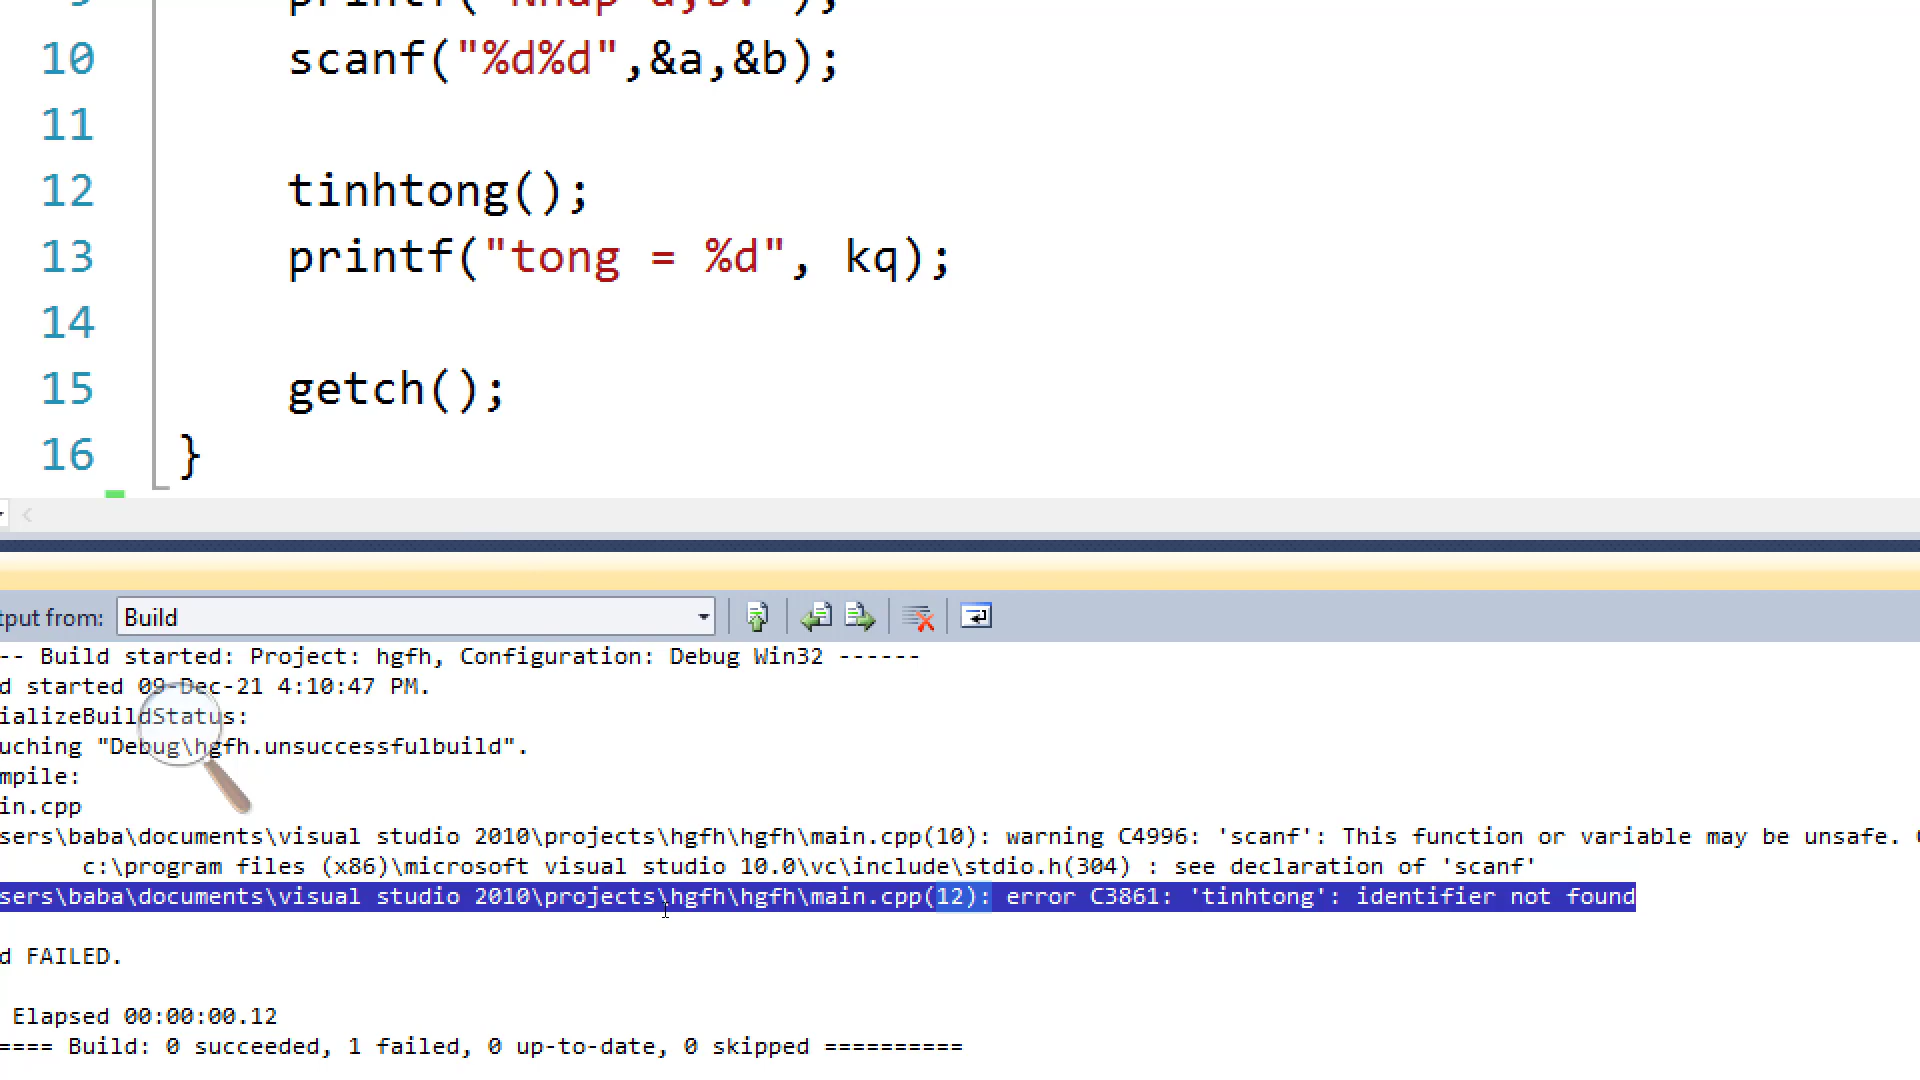 9 printf("Nhap a,b: ");
10 scanf("%d%d",&a,&b);
11
12 tinhtong();
13 printf("tong = %d", kq);
14
15 getch();
16 }
tput from: Build
-- Build started: Project: hgfh, Configuration: Debug Win32 ------
d started 09-Dec-21 4:10:47 PM.
ializeBuildStatus:
uching "Debug\hgfh.unsuccessfulbuild".
mpile:
in.cpp
sers\baba\documents\visual studio 2010\projects\hgfh\hgfh\main.cpp(10): warning C4996: 'scanf': This function or variable may be unsafe.
c:\program files (x86)\microsoft visual studio 10.0\vc\include\stdio.h(304) : see declaration of 'scanf'
sers\baba\documents\visual studio 2010\projects\hgfh\hgfh\main.cpp(12): error C3861: 'tinhtong': identifier not found
d FAILED.
Elapsed 00:00:00.12
==== Build: 0 succeeded, 1 failed, 0 up-to-date, 0 skipped ==========